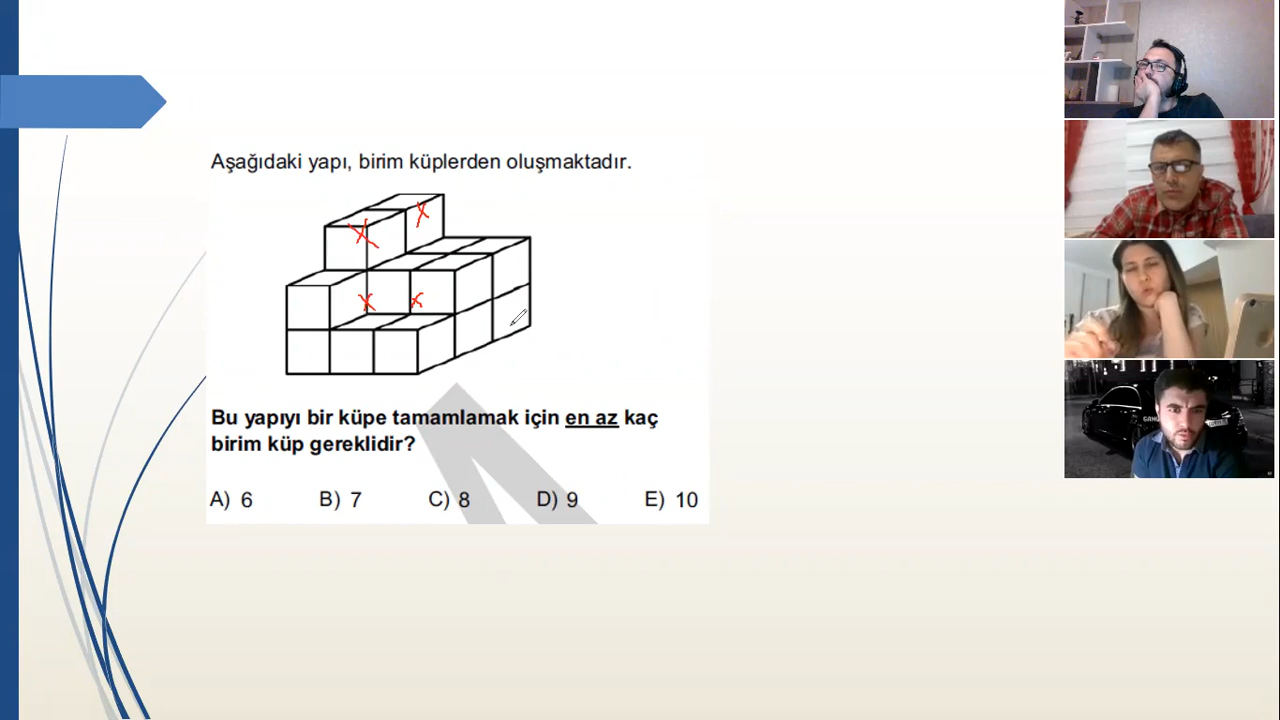 Aşağıdaki yapı, birim küplerden oluşmaktadır.
Bu yapıyı bir küpe tamamlamak için en az kaç
birim küp gereklidir?
A) 6 B) 7 C) 8 D) 9 E) 10